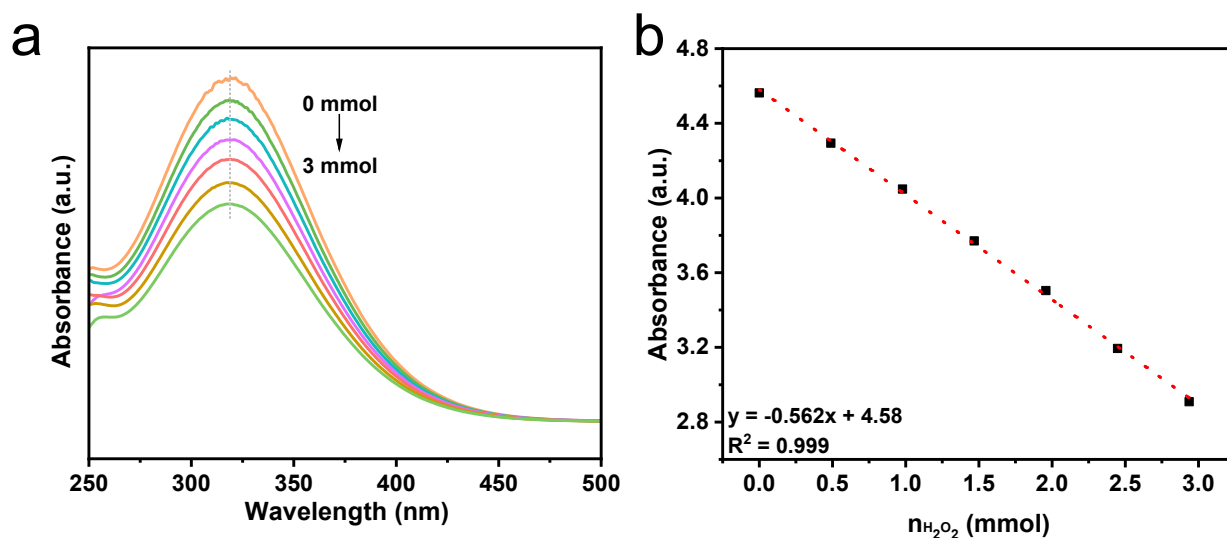 a
0 mmol
3 mmol
Absorbance (a.u.)
250 300 350 400 450 500
Wavelength (nm)
b
4.8
4.4
4.0
3.6
3.2
2.8
Absorbance (a.u.)
y = -0.562x + 4.58
R² = 0.999
0.0 0.5 1.0 1.5 2.0 2.5 3.0
nH₂O₂ (mmol)